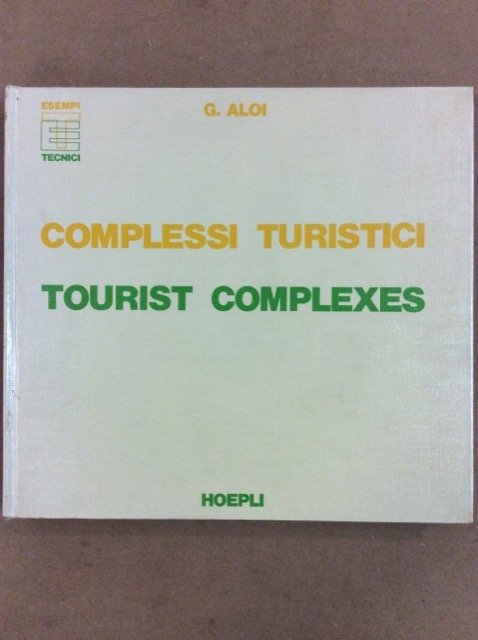 ESEMPI
TECNICI
G. ALOI
COMPLESSI TURISTICI
TOURIST COMPLEXES
HOEPLI